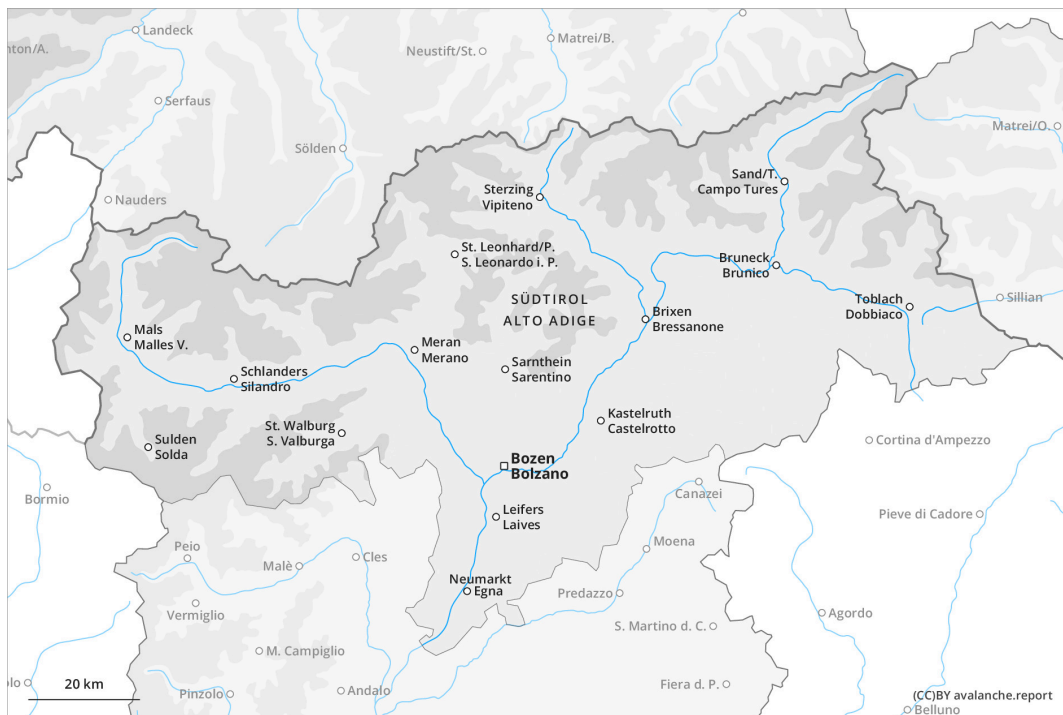 Landeck
nton/A.
Neustift/St.
Matrei/B.
Serfaus
Sölden
Matrei/O.
Nauders
Sterzing
Vipiteno
Sand/T.
Campo Tures
St. Leonhard/P.
S. Leonardo i. P.
Bruneck
Brunico
SÜDTIROL
ALTO ADIGE
Toblach
Dobbiaco
Sillian
Brixen
Bressanone
Mals
Malles V.
Meran
Merano
Schlanders
Silandro
Sarnthein
Sarentino
Kastelruth
Castelrotto
St. Walburg
S. Valburga
Sulden
Solda
Cortina d'Ampezzo
Bozen
Bolzano
Bormio
Canazei
Leifers
Laives
Pieve di Cadore
Peio
Malè
Cles
Moena
Neumarkt
Egna
Predazzo
Vermiglio
Agordo
S. Martino d. C.
M. Campiglio
olo
20 km
Pinzolo
Andalo
Fiera d. P.
(CC)BY avalanche.report
Belluno